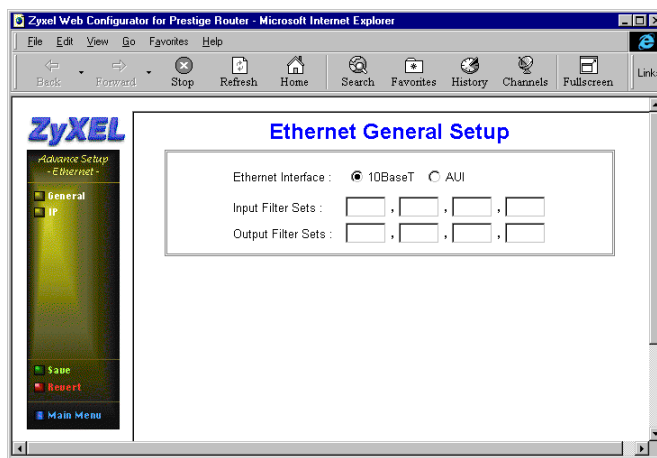 Zyxel Web Configurator for Prestige Router - Microsoft Internet Explorer
File Edit View Go Favorites Help
Back Forward Stop Refresh Home Search Favorites History Channels Fullscreen Link
ZyXEL
Advance Setup
- Ethernet -
General
IP
Save
Revert
Main Menu
Ethernet General Setup
Ethernet Interface : 10BaseT AUI
Input Filter Sets : , , ,
Output Filter Sets : , , ,